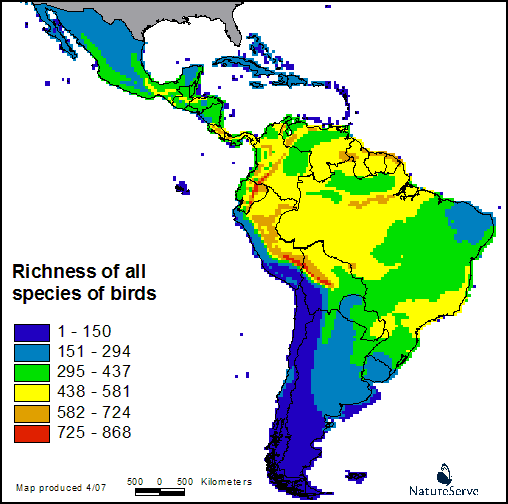 Richness of all
species of birds
1 - 150
151 - 294
295 - 437
438 - 581
582 - 724
725 - 868
Map produced 4/07
500 0 500 Kilometers
NatureServe